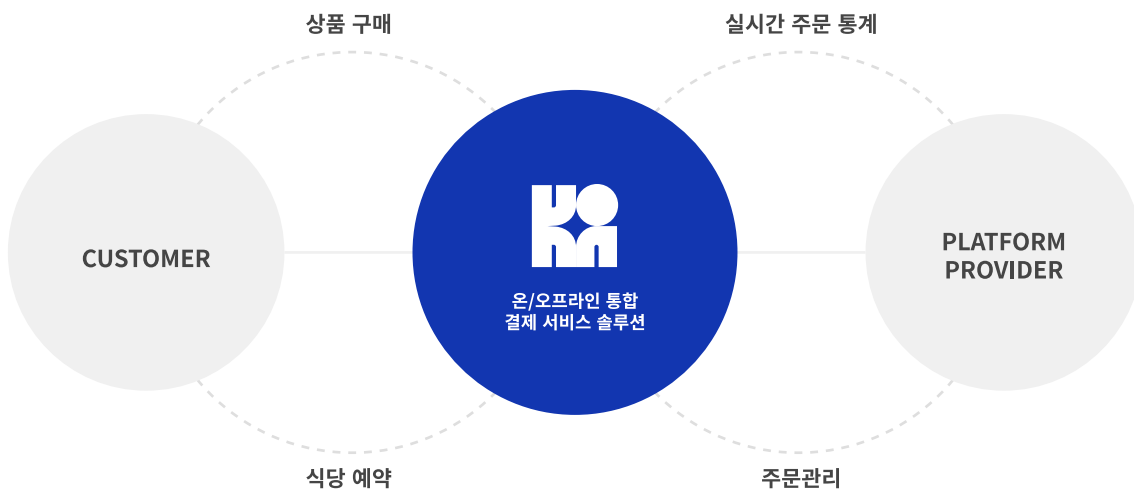 상품 구매
실시간 주문 통계
CUSTOMER
온/오프라인 통합
결제 서비스 솔루션
PLATFORM
PROVIDER
식당 예약
주문관리